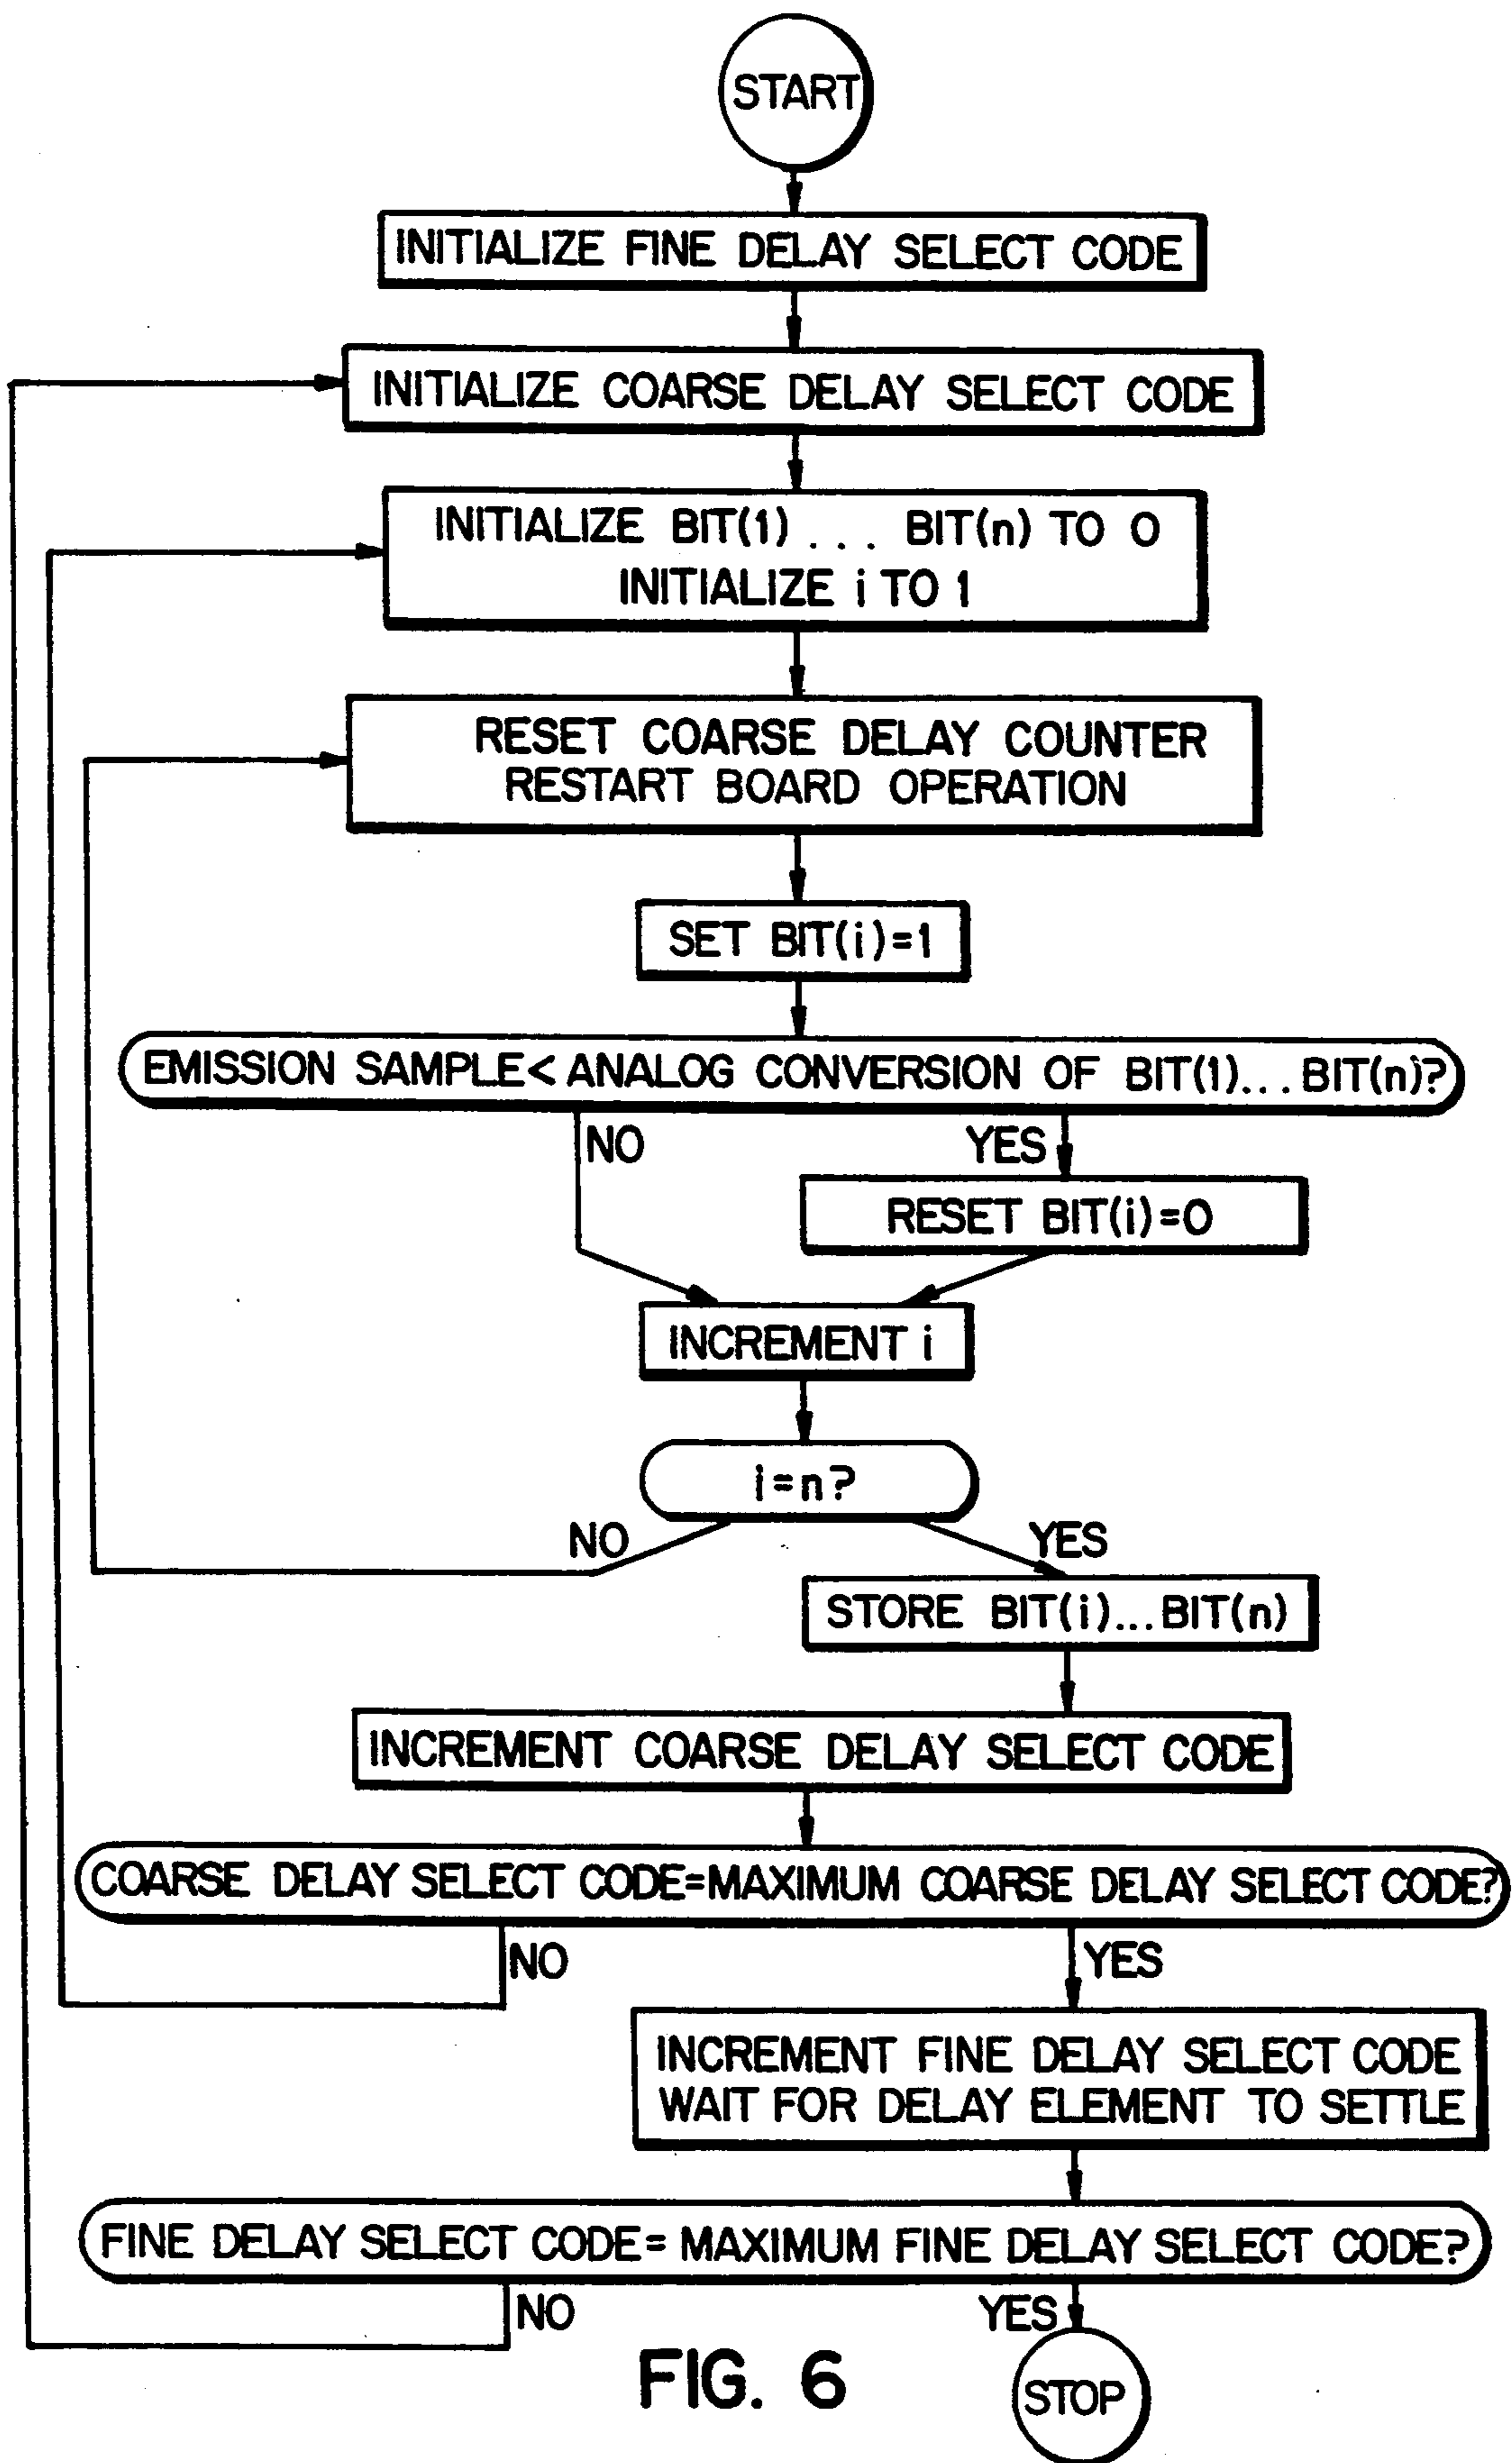 START
INITIALIZE FINE DELAY SELECT CODE
INITIALIZE COARSE DELAY SELECT CODE
INITIALIZE BIT(1) ... BIT(n) TO 0
INITIALIZE i TO 1
RESET COARSE DELAY COUNTER
RESTART BOARD OPERATION
SET BIT(i)=1
EMISSION SAMPLE< ANALOG CONVERSION OF BIT(1)... BIT(n)?
NO YES
RESET BIT(i)=0
INCREMENT i
i=n?
NO YES
STORE BIT(i)...BIT(n)
INCREMENT COARSE DELAY SELECT CODE
COARSE DELAY SELECT CODE=MAXIMUM COARSE DELAY SELECT CODE?
NO YES
INCREMENT FINE DELAY SELECT CODE
WAIT FOR DELAY ELEMENT TO SETTLE
FINE DELAY SELECT CODE= MAXIMUM FINE DELAY SELECT CODE?
NO YES
FIG. 6
STOP